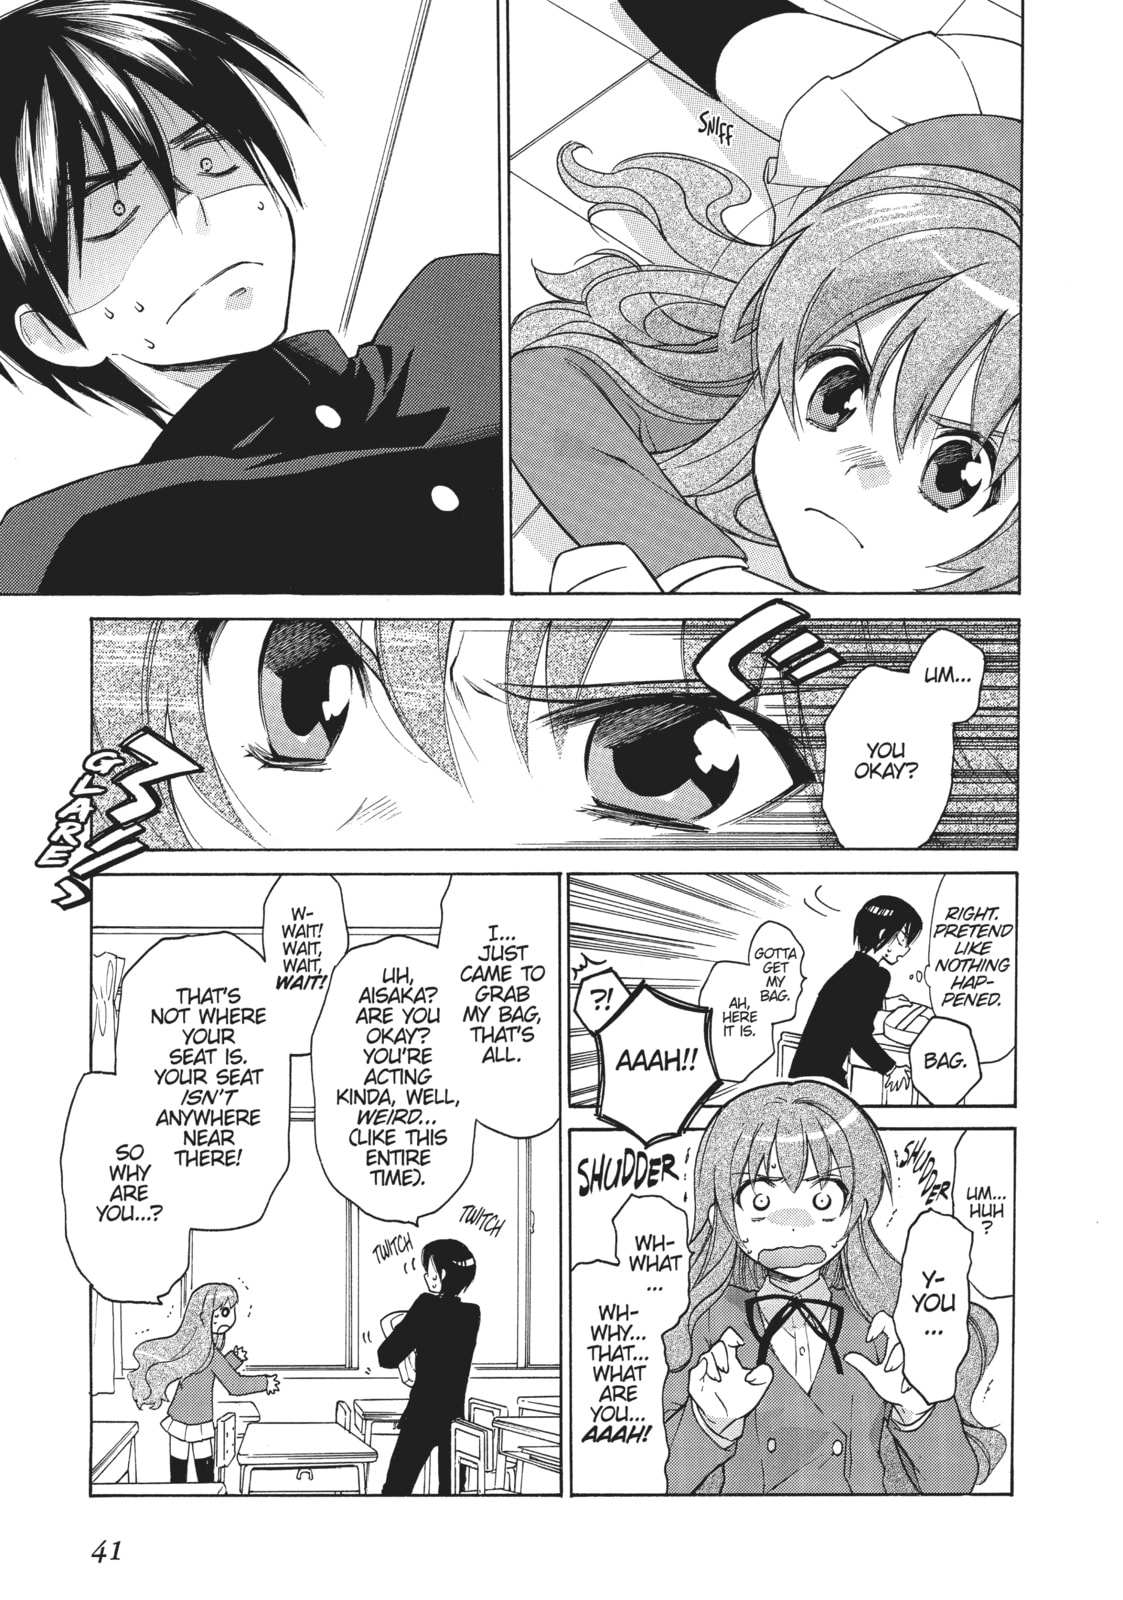 SNIFF
UM...
YOU
OKAY?
GLARE
RIGHT.
PRETEND
LIKE
NOTHING
HAP-
PENED.
BAG.
GOTTA
GET
MY
BAG.
AH,
HERE
IT IS.
?!
AAAH!!
UM...
HUH
?
SHUDDER
SHUDDER
Y-
YOU
...
WH-
WHAT
...
WH-
WHY...
THAT...
WHAT
ARE
YOU...
AAAH!
I...
JUST
CAME TO
GRAB
MY BAG,
THAT'S
ALL.
UH,
AISAKA?
ARE YOU
OKAY?
YOU'RE
ACTING
KINDA, WELL,
WEIRD...
(LIKE THIS
ENTIRE
TIME).
TWITCH
TWITCH
W-
WAIT!
WAIT,
WAIT,
WAIT!
THAT'S
NOT WHERE
YOUR
SEAT IS.
YOUR SEAT
ISN'T
ANYWHERE
NEAR
THERE!
SO
WHY
ARE
YOU...?
41